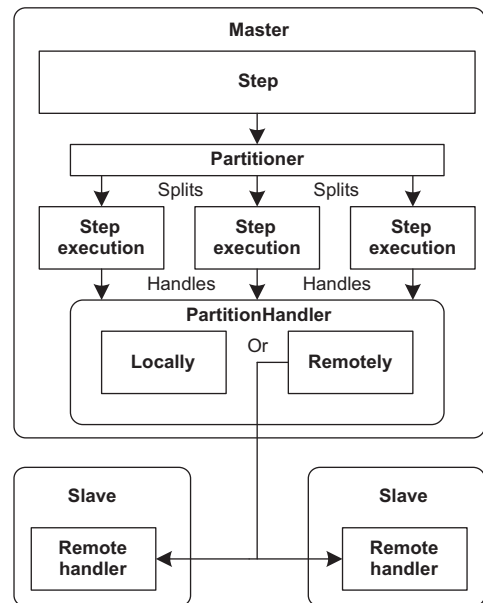 Master
Step
Partitioner
Splits Splits
Step Step Step
execution execution execution
Handles Handles
PartitionHandler
Locally Or Remotely
Slave Slave
Remote Remote
handler handler